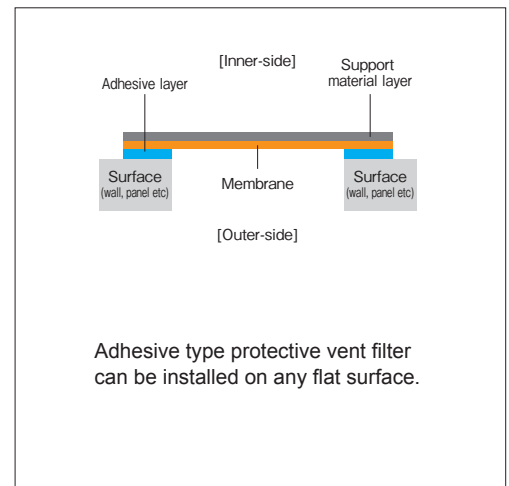 [Inner-side]
Adhesive layer
Support
material layer
Surface
(wall, panel etc)
Membrane
Surface
(wall, panel etc)
[Outer-side]
Adhesive type protective vent filter
can be installed on any flat surface.